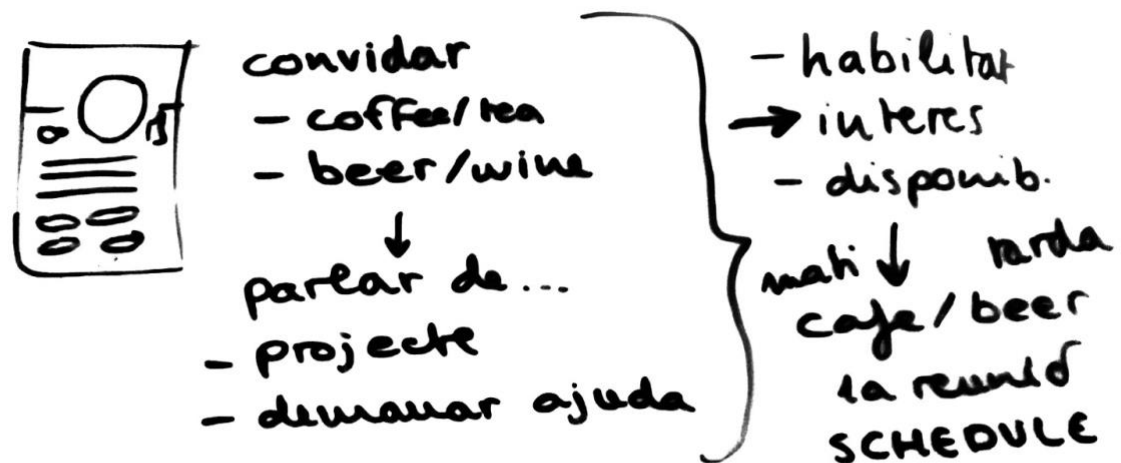 convidar
- coffee/tea
- beer/wine
↓
parlar de...
- projecte
- demanar ajuda
- habilitat
→ interes
- disponib.
mati ↓ tarda
cafe/beer
1a reunió
SCHEDULE